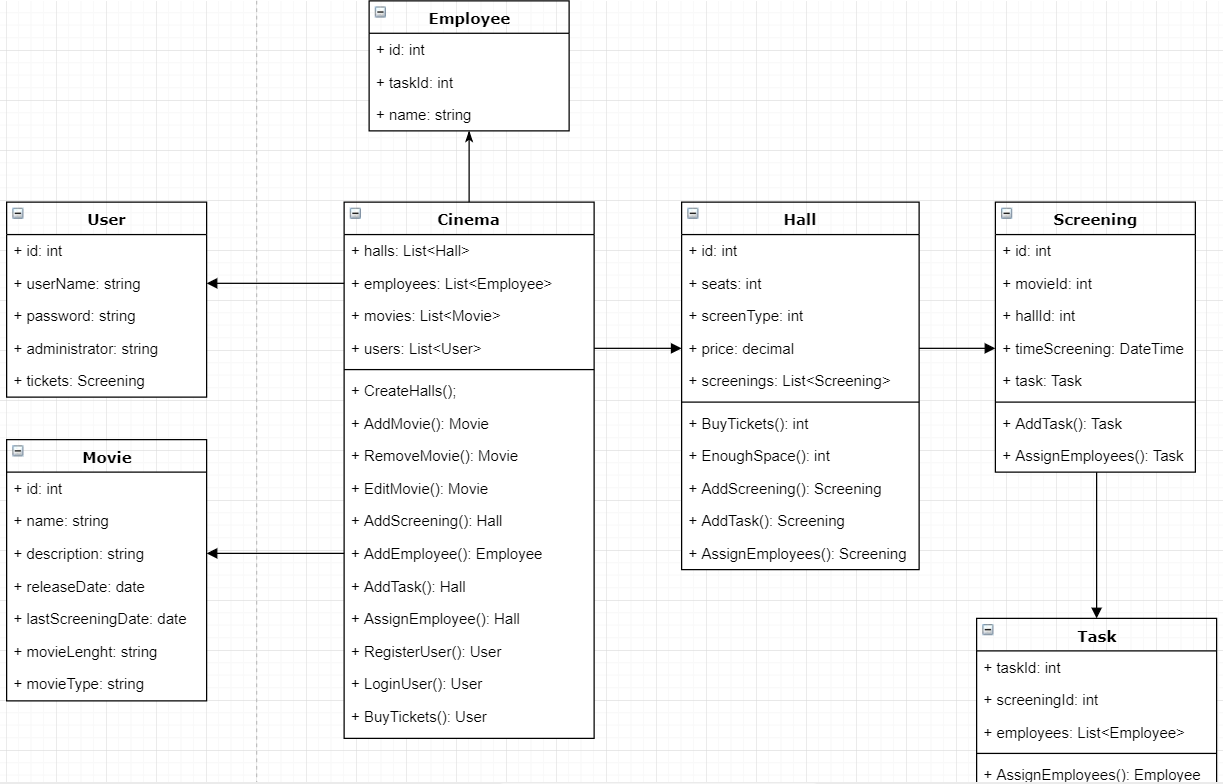 Employee
+ id: int
+ taskId: int
+ name: string
User
+ id: int
+ userName: string
+ password: string
+ administrator: string
+ tickets: Screening
Movie
+ id: int
+ name: string
+ description: string
+ releaseDate: date
+ lastScreeningDate: date
+ movieLenght: string
+ movieType: string
Cinema
+ halls: List<Hall>
+ employees: List<Employee>
+ movies: List<Movie>
+ users: List<User>
+ CreateHalls();
+ AddMovie(): Movie
+ RemoveMovie(): Movie
+ EditMovie(): Movie
+ AddScreening(): Hall
+ AddEmployee(): Employee
+ AddTask(): Hall
+ AssignEmployee(): Hall
+ RegisterUser(): User
+ LoginUser(): User
+ BuyTickets(): User
Hall
+ id: int
+ seats: int
+ screenType: int
+ price: decimal
+ screenings: List<Screening>
+ BuyTickets(): int
+ EnoughSpace(): int
+ AddScreening(): Screening
+ AddTask(): Screening
+ AssignEmployees(): Screening
Screening
+ id: int
+ movieId: int
+ hallId: int
+ timeScreening: DateTime
+ task: Task
+ AddTask(): Task
+ AssignEmployees(): Task
Task
+ taskId: int
+ screeningId: int
+ employees: List<Employee>
+ AssignEmployees(): Employee